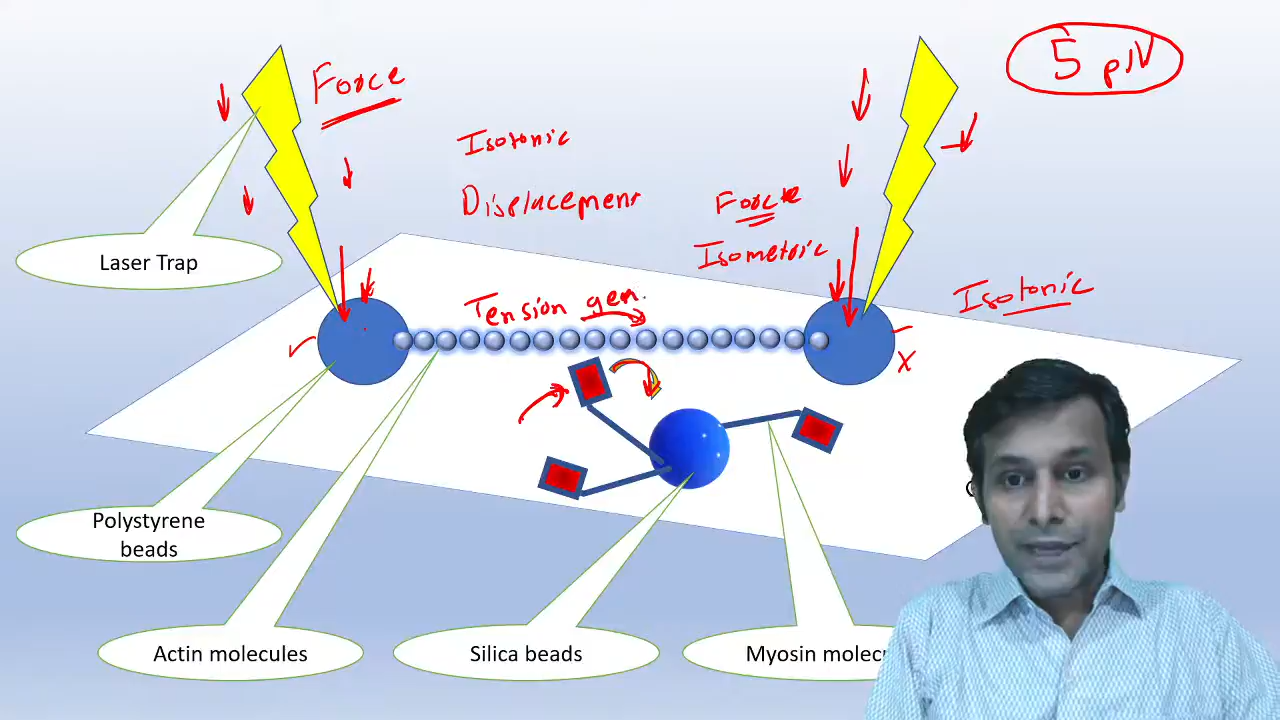 5 pN
Force
Isotonic
Displacement
Force
Isometric
Laser Trap
Tension gen.
Isotonic
X
Polystyrene
beads
Actin molecules
Silica beads
Myosin molec